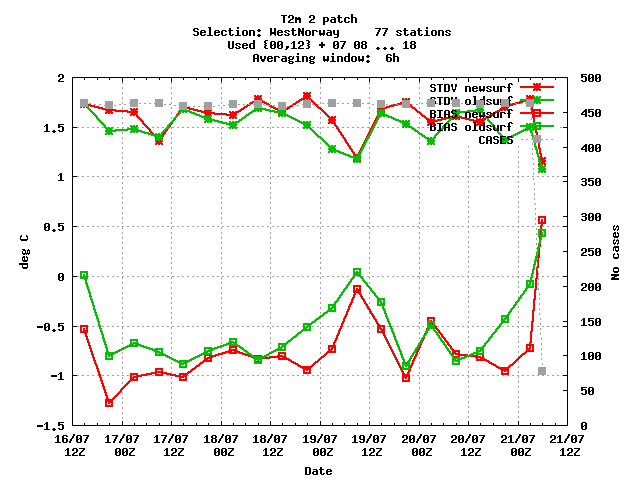 T2m 2 patch
Selection: WestNorway 77 stations
Used {00,12} + 07 08 ... 18
Averaging window: 6h
2
1.5
1
0.5
0
-0.5
-1
-1.5
500
450
400
350
300
250
200
150
100
50
0
STDV newsurf
STDV oldsurf
BIAS newsurf
BIAS oldsurf
CASES
deg C
No cases
16/07 17/07 17/07 18/07 18/07 19/07 19/07 20/07 20/07 21/07 21/07
12Z 00Z 12Z 00Z 12Z 00Z 12Z 00Z 12Z 00Z 12Z
Date